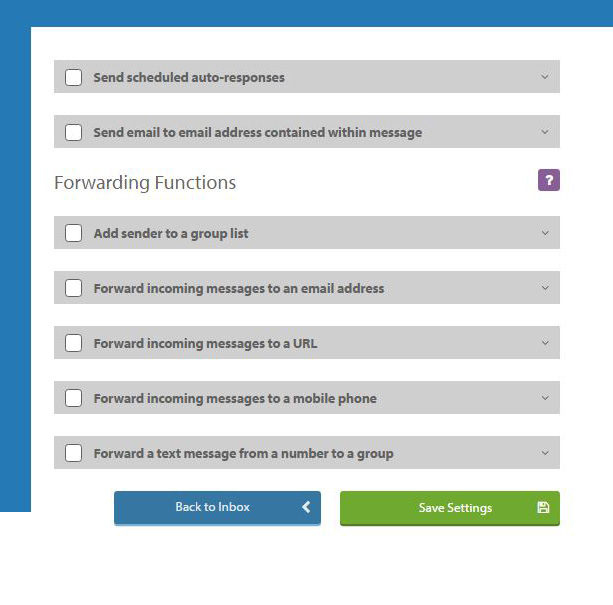 Send scheduled auto-responses
Send email to email address contained within message
Forwarding Functions
?
Add sender to a group list
Forward incoming messages to an email address
Forward incoming messages to a URL
Forward incoming messages to a mobile phone
Forward a text message from a number to a group
Back to Inbox
Save Settings